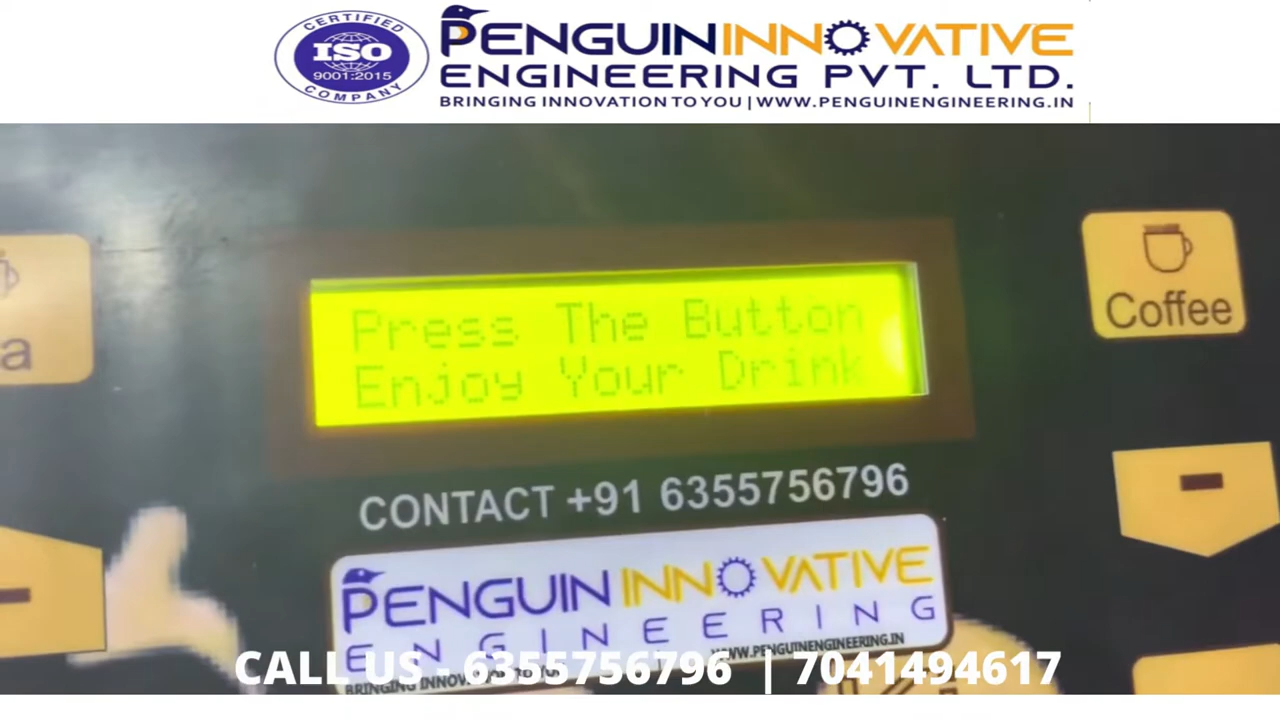 CERTIFIED
ISO
9001:2015
COMPANY
PENGUIN INNOVATIVE
ENGINEERING PVT. LTD.
BRINGING INNOVATION TO YOU | WWW.PENGUINENGINEERING.IN
Press The Button
Enjoy Your Drink
Coffee
CONTACT +91 6355756796
PENGUIN INNOVATIVE
ENGINEERING
WWW.PENGUINENGINEERING.IN
CALL US - 6355756796 | 7041494617